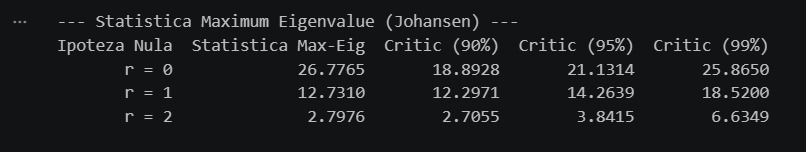 ... --- Statistica Maximum Eigenvalue (Johansen) ---
Ipoteza Nula Statistica Max-Eig Critic (90%) Critic (95%) Critic (99%)
r = 0 26.7765 18.8928 21.1314 25.8650
r = 1 12.7310 12.2971 14.2639 18.5200
r = 2 2.7976 2.7055 3.8415 6.6349